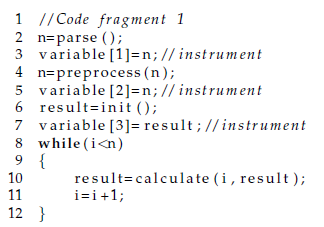 1 //Code fragment 1
2 n=parse();
3 variable[1]=n;//instrument
4 n=preprocess(n);
5 variable[2]=n;//instrument
6 result=init();
7 variable[3]=result;//instrument
8 while(i<n)
9 {
10 result=calculate(i,result);
11 i=i+1;
12 }